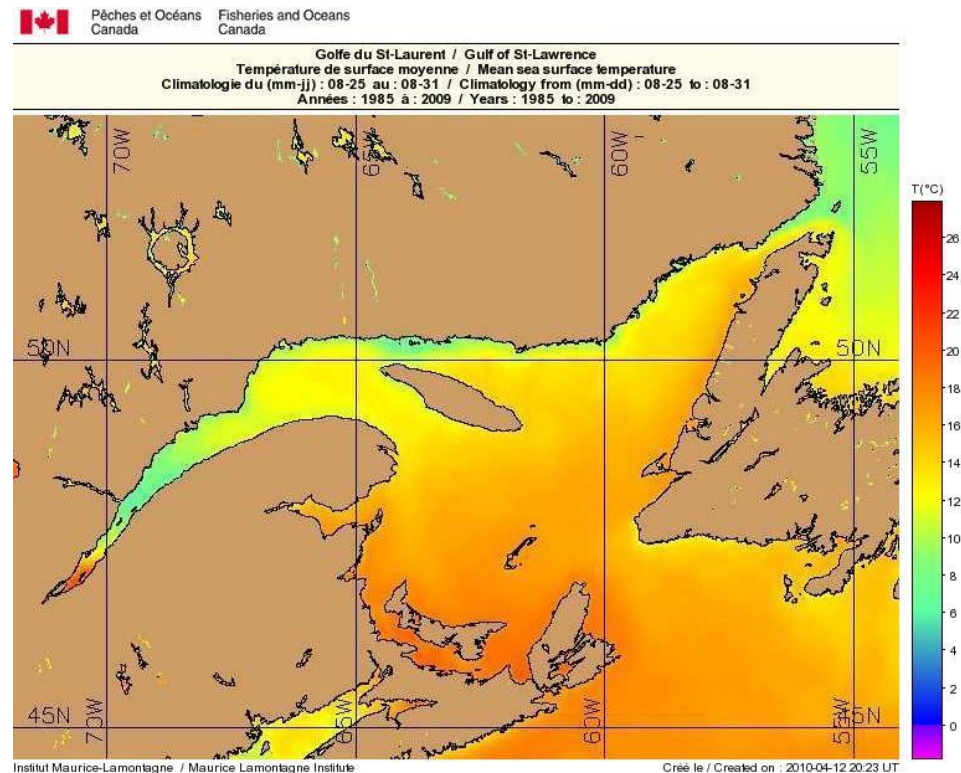 Pêches et Océans Fisheries and Oceans
Canada Canada
Golfe du St-Laurent / Gulf of St-Lawrence
Température de surface moyenne / Mean sea surface temperature
Climatologie du (mm-jj) : 08-25 au : 08-31 / Climatology from (mm-dd) : 08-25 to : 08-31
Années : 1985 à : 2009 / Years : 1985 to : 2009
70W 65W 60W 55W
T(°C)
26
24
22
20
50N 50N
18
16
14
12
10
8
6
4
2
45N 45N
0
70W 65W 60W 55W
Institut Maurice-Lamontagne / Maurice Lamontagne Institute Créé le / Created on : 2010-04-12 20:23 UT